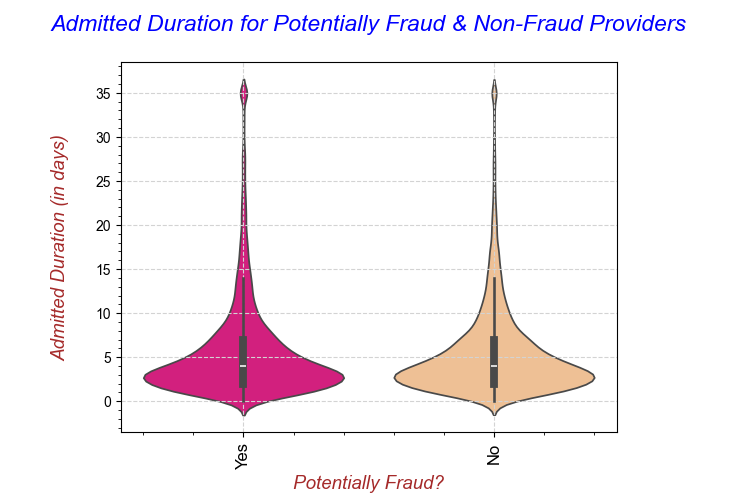 Admitted Duration for Potentially Fraud & Non-Fraud Providers
Admitted Duration (in days)
35
30
25
20
15
10
5
0
Yes
No
Potentially Fraud?